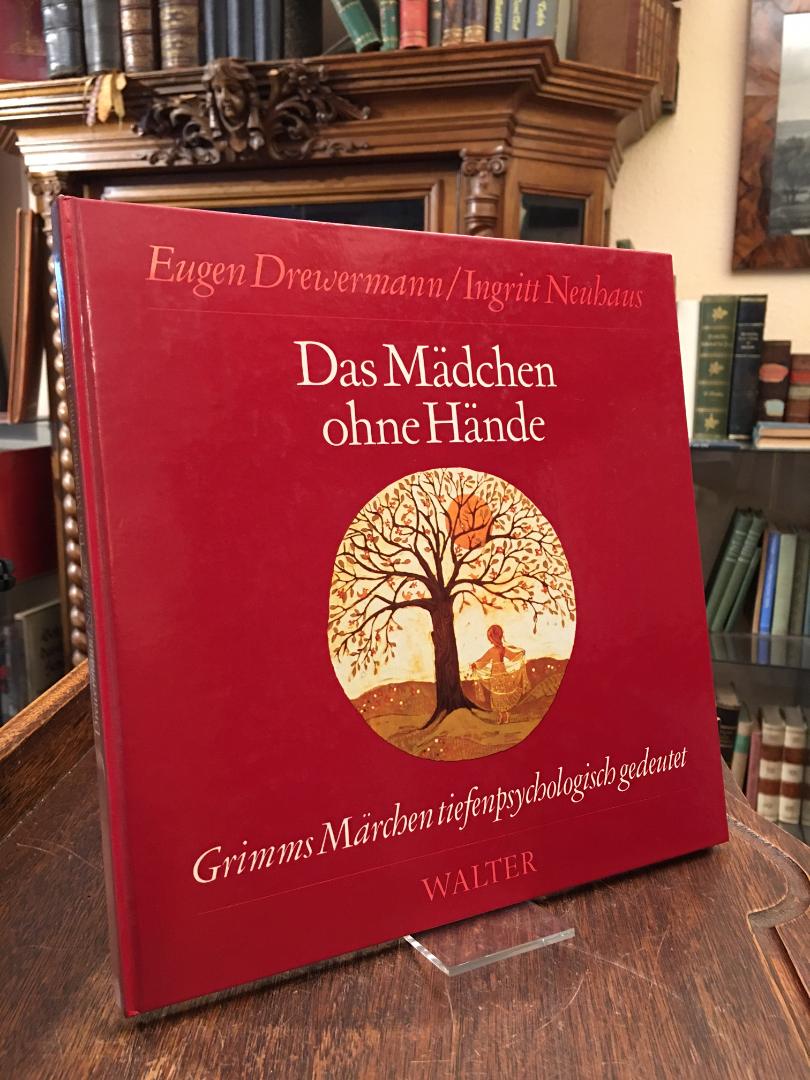 Eugen Drewermann/Ingritt Neuhaus
Das Mädchen
ohne Hände
Grimms Märchen tiefenpsychologisch gedeutet
WALTER